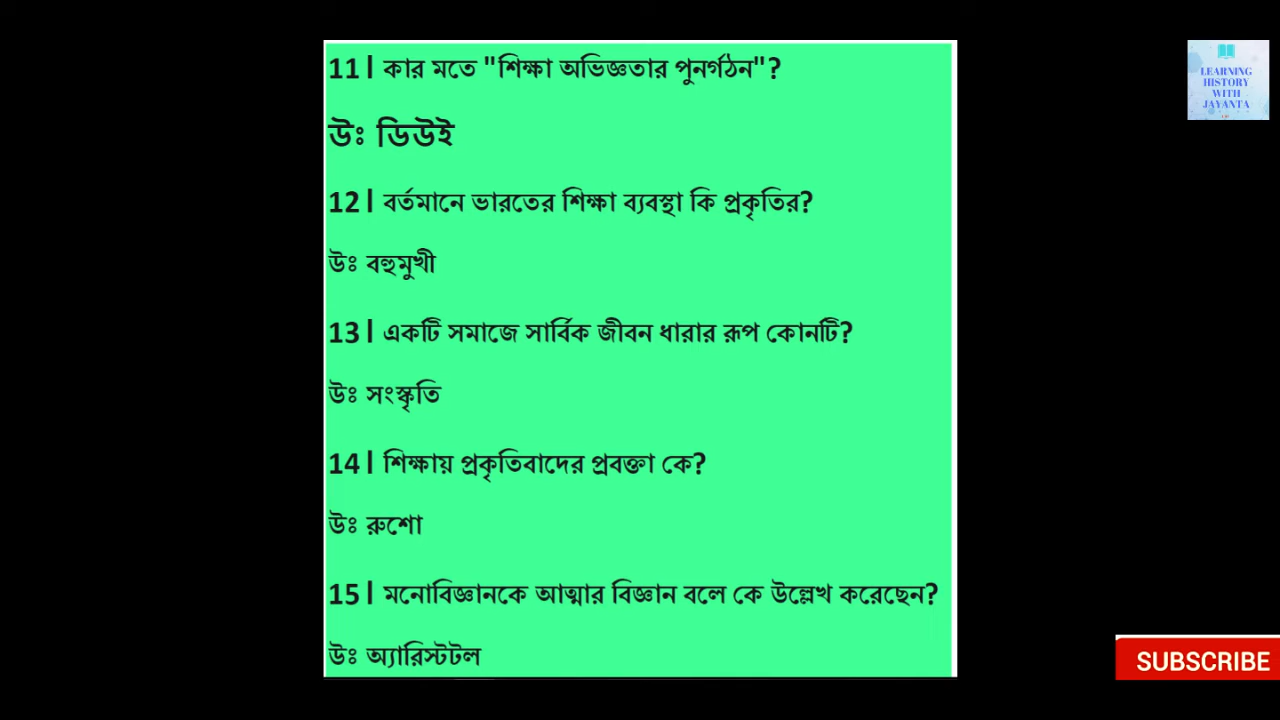 11। কার মতে "শিক্ষা অভিজ্ঞতার পুনর্গঠন"?
উঃ ডিউই
12। বর্তমানে ভারতের শিক্ষা ব্যবস্থা কি প্রকৃতির?
উঃ বহুমুখী
13। একটি সমাজে সার্বিক জীবন ধারার রূপ কোনটি?
উঃ সংস্কৃতি
14। শিক্ষায় প্রকৃতিবাদের প্রবক্তা কে?
উঃ রুশো
15। মনোবিজ্ঞানকে আত্মার বিজ্ঞান বলে কে উল্লেখ করেছেন?
উঃ অ্যারিস্টটল
LEARNING
HISTORY
WITH
JAYANTA
SUBSCRIBE